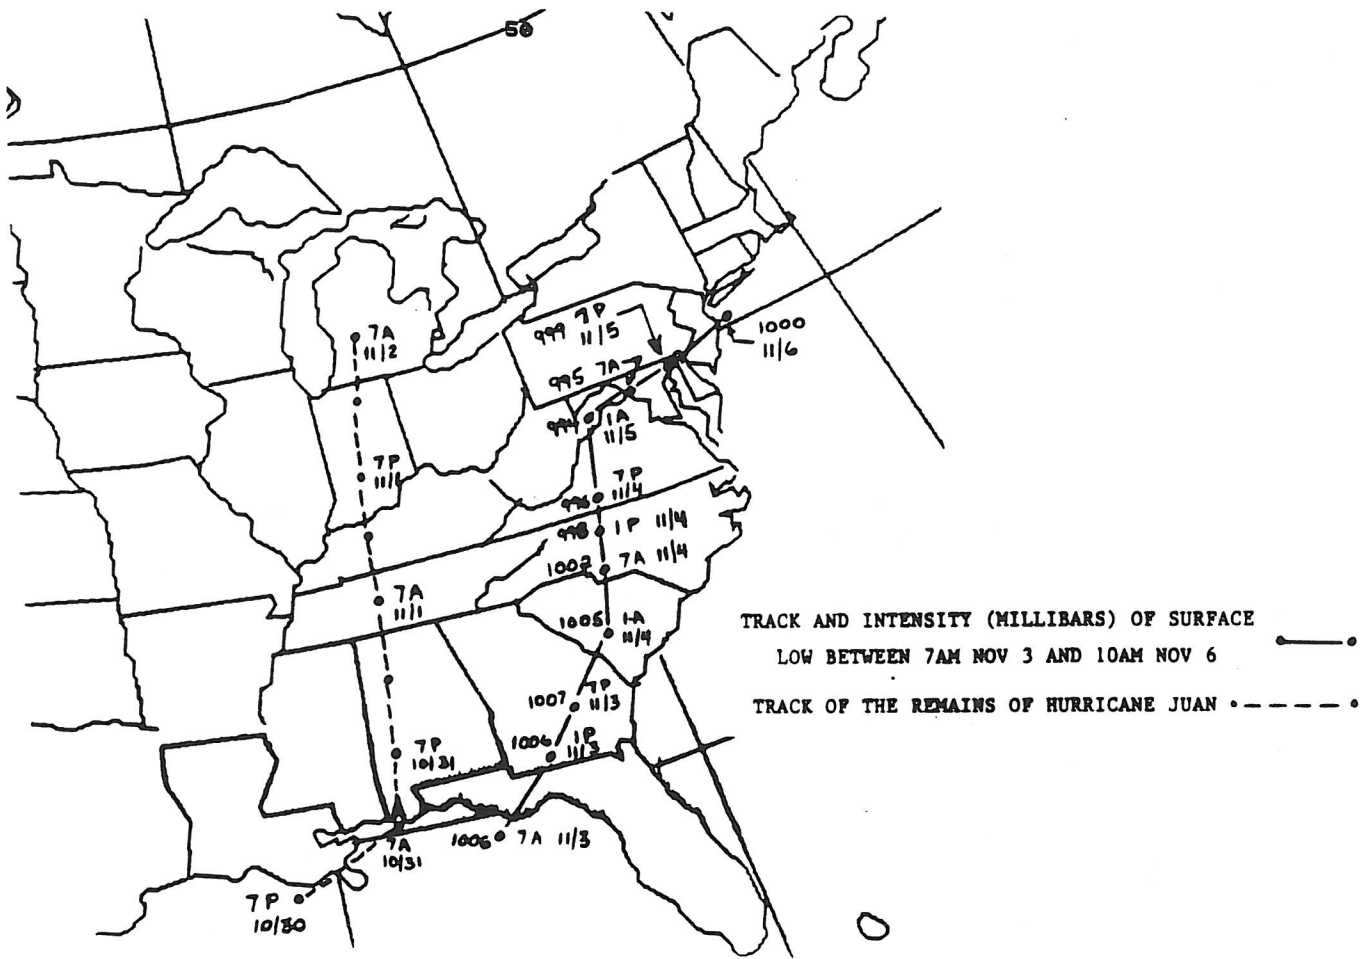 50
7A
11/2
7P
11/1
7A
11/1
7P
10/31
7A
10/31
7P
10/30
999 7P
11/5
1000
11/6
995 7A
994 1A
11/5
7P
996 11/4
998 1P 11/4
1002 7A 11/4
1005 1A
11/4
1007 7P
11/3
1006 1P
11/3
1006 7A 11/3
TRACK AND INTENSITY (MILLIBARS) OF SURFACE
LOW BETWEEN 7AM NOV 3 AND 10AM NOV 6
TRACK OF THE REMAINS OF HURRICANE JUAN